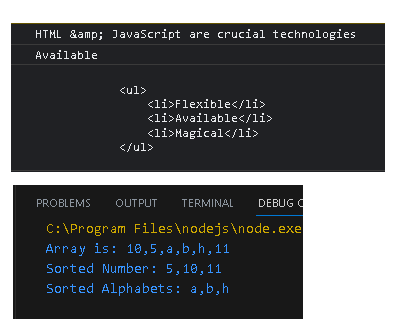 HTML &amp; JavaScript are crucial technologies
Available
<ul>
<li>Flexible</li>
<li>Available</li>
<li>Magical</li>
</ul>
PROBLEMS OUTPUT TERMINAL DEBUG C
C:\Program Files\nodejs\node.exe
Array is: 10,5,a,b,h,11
Sorted Number: 5,10,11
Sorted Alphabets: a,b,h